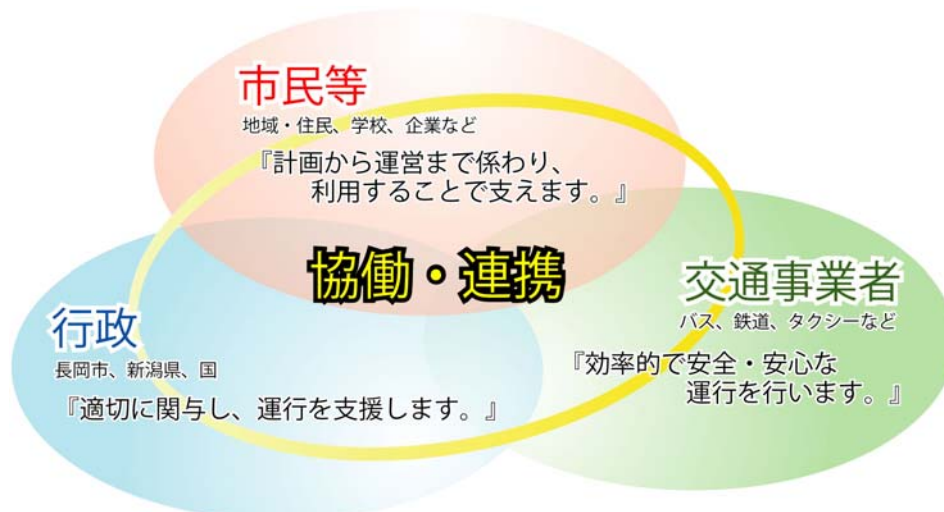 市民等
地域・住民、学校、企業など
『計画から運営まで係わり、
利用することで支えます。』
協働・連携
行政
長岡市、新潟県、国
『適切に関与し、運行を支援します。』
交通事業者
バス、鉄道、タクシーなど
『効率的で安全・安心な
運行を行います。』